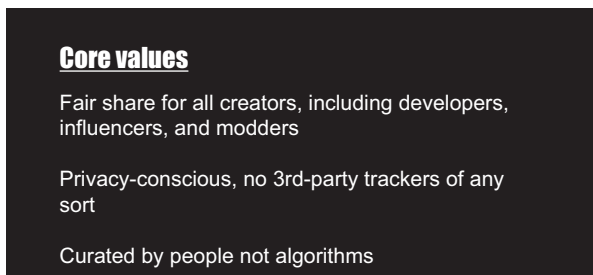 Core values
Fair share for all creators, including developers,
influencers, and modders
Privacy-conscious, no 3rd-party trackers of any
sort
Curated by people not algorithms